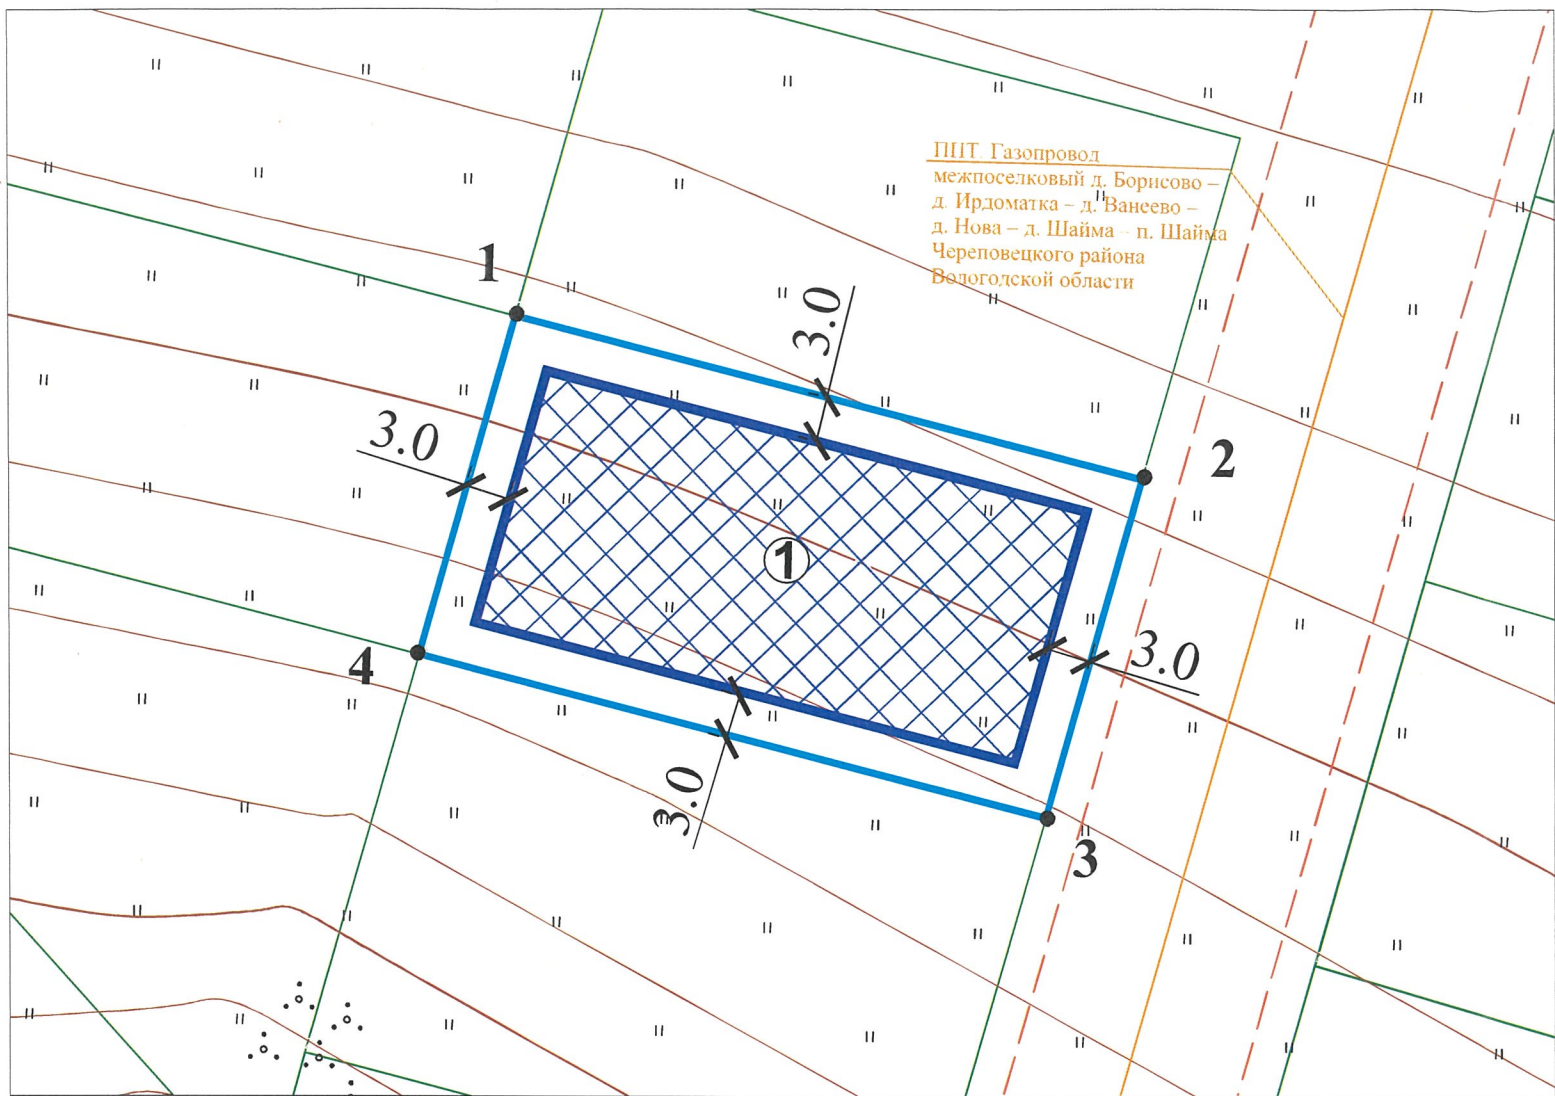 ППТ. Газопровод
межпоселковый д. Борисово –
д. Ирдоматка – д. Ванеево –
д. Нова – д. Шайма – п. Шайма
Череповецкого района
Вологодской области
1
3.0
3.0
2
1
3.0
4
3.0
3